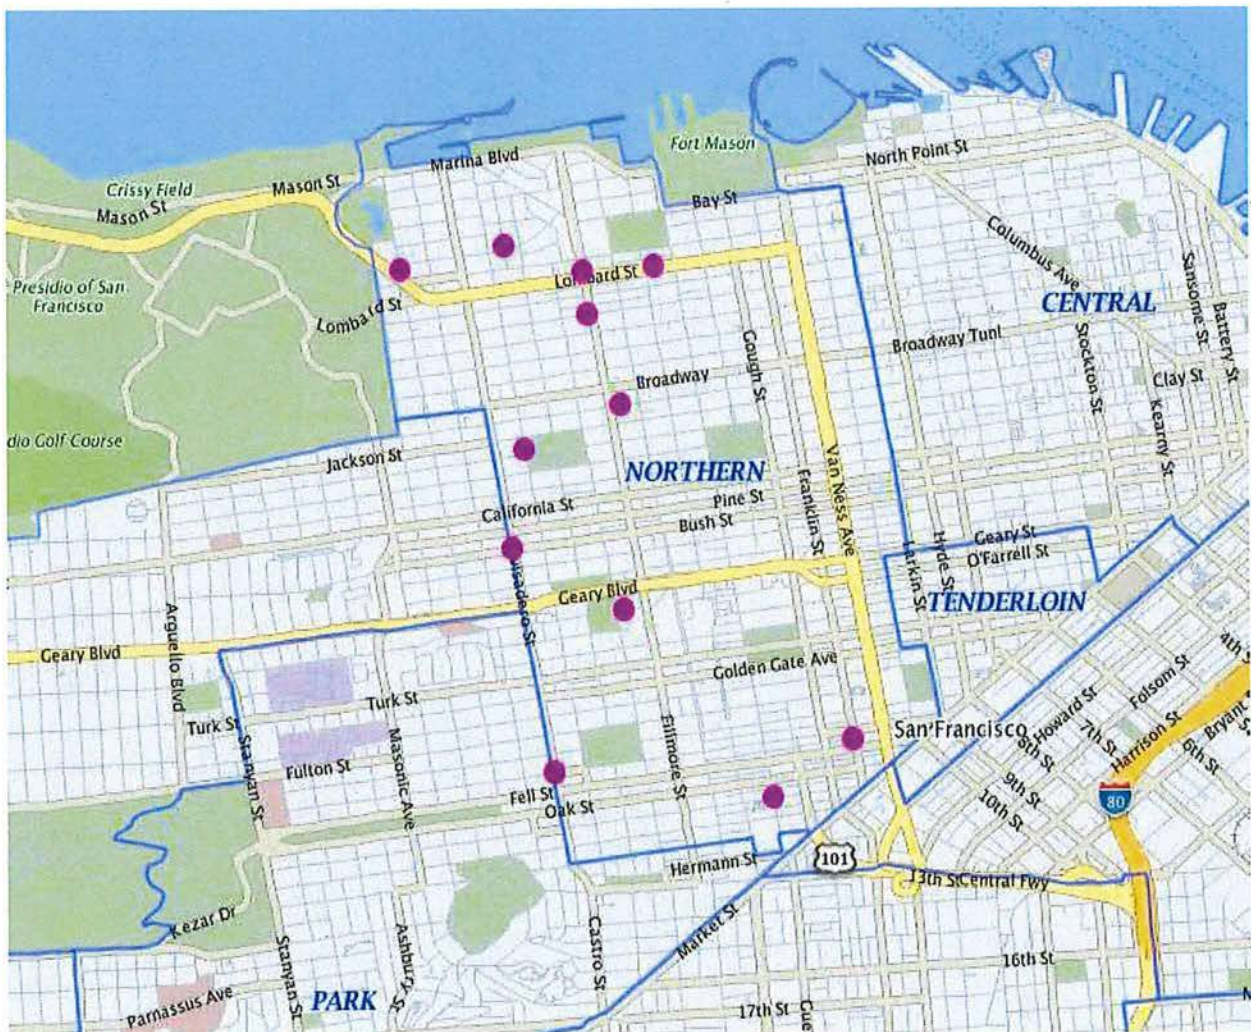 Fort Mason
Marina Blvd
North Point St
Crissy Field
Mason St
Mason St
Bay St
Columbus Ave
Sansome St
Presidio of San
Francisco
Lombard St
Lombard St
CENTRAL
Battery St
Stockton St
Broadway Tunl
Gough St
Broadway
Clay St
Kearny St
dio Golf Course
Jackson St
NORTHERN
Van Ness Ave
Franklin St
California St
Pine St
Bush St
Geary St
O'Farrell St
Hyde St
Larkin St
isadero St
Geary Blvd
TENDERLOIN
Arguello Blvd
Geary Blvd
4th St
Golden Gate Ave
Folsom St
Turk St
Turk St
Howard St
Bryant
Harrison St
San Francisco
Fillmore St
8th St
7th St
6th St
Stanyan St
Masonic Ave
Fulton St
Fell St
Oak St
9th St
10th St
80
Hermann St
101
13th St
Central Fwy
Kezar Dr
Market St
Castro St
Ashbury St
Stanyan St
16th St
PARK
Parnassus Ave
17th St
Gue